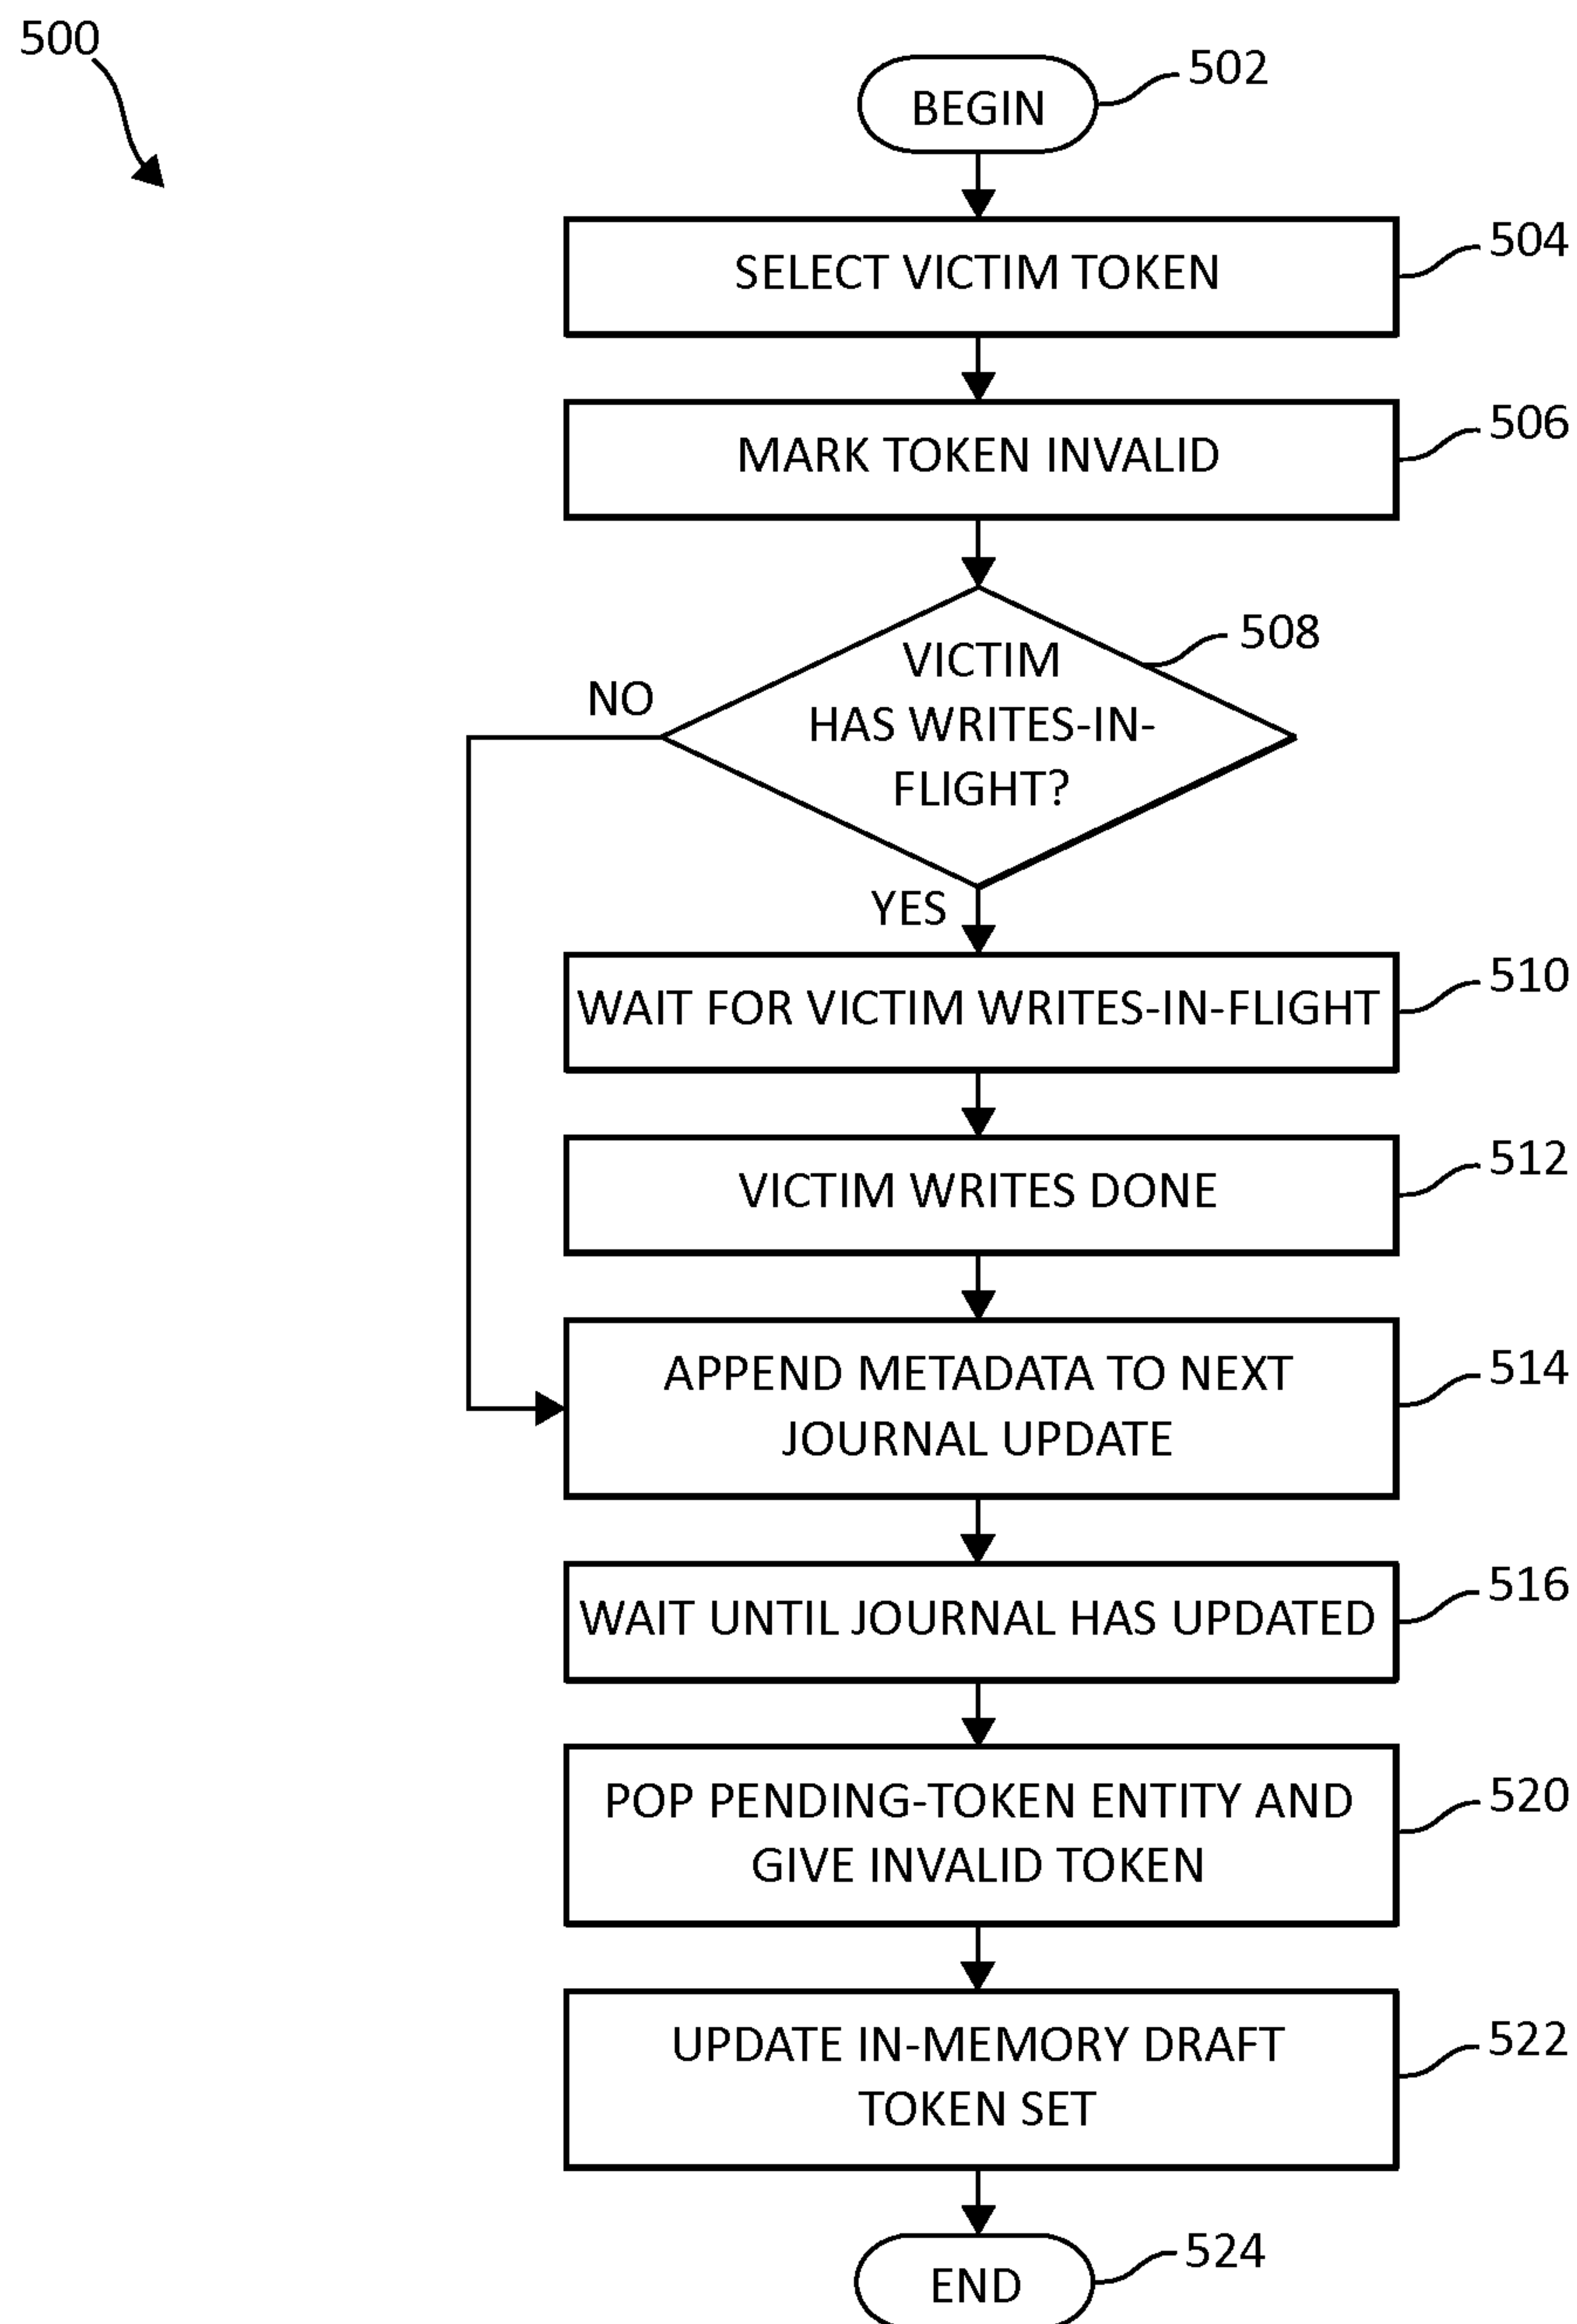 500
502
BEGIN
504
SELECT VICTIM TOKEN
506
MARK TOKEN INVALID
508
VICTIM
HAS WRITES-IN-
FLIGHT?
NO
YES
510
WAIT FOR VICTIM WRITES-IN-FLIGHT
512
VICTIM WRITES DONE
514
APPEND METADATA TO NEXT
JOURNAL UPDATE
516
WAIT UNTIL JOURNAL HAS UPDATED
520
POP PENDING-TOKEN ENTITY AND
GIVE INVALID TOKEN
522
UPDATE IN-MEMORY DRAFT
TOKEN SET
524
END